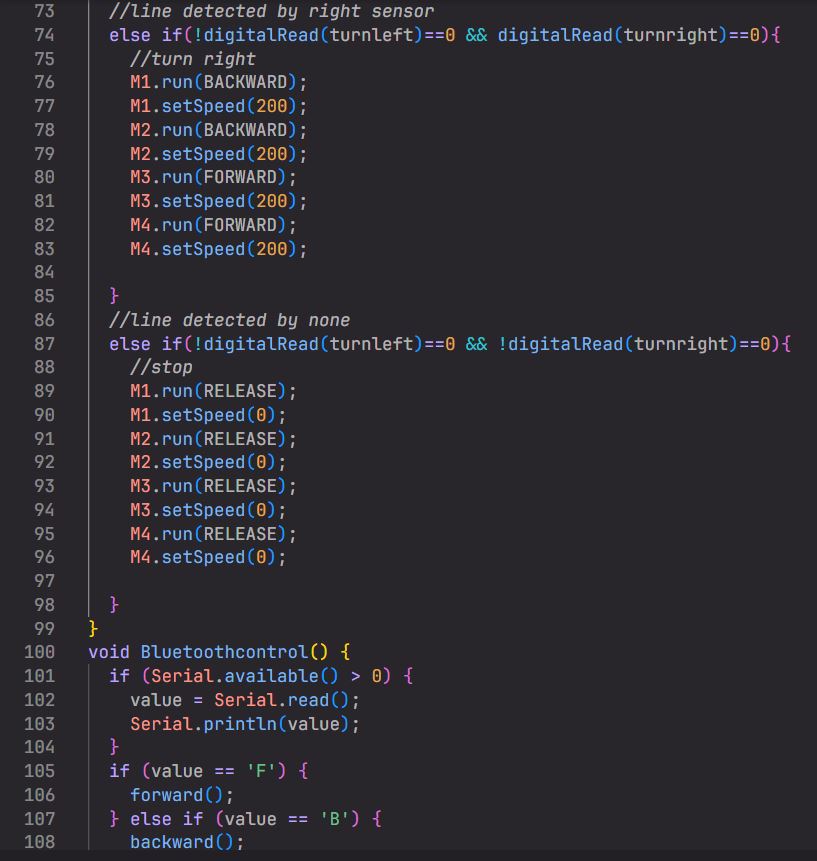 73 //line detected by right sensor
74 else if(!digitalRead(turnleft)==0 && digitalRead(turnright)==0){
75 //turn right
76 M1.run(BACKWARD);
77 M1.setSpeed(200);
78 M2.run(BACKWARD);
79 M2.setSpeed(200);
80 M3.run(FORWARD);
81 M3.setSpeed(200);
82 M4.run(FORWARD);
83 M4.setSpeed(200);
84
85 }
86 //line detected by none
87 else if(!digitalRead(turnleft)==0 && !digitalRead(turnright)==0){
88 //stop
89 M1.run(RELEASE);
90 M1.setSpeed(0);
91 M2.run(RELEASE);
92 M2.setSpeed(0);
93 M3.run(RELEASE);
94 M3.setSpeed(0);
95 M4.run(RELEASE);
96 M4.setSpeed(0);
97
98 }
99 }
100 void Bluetoothcontrol() {
101 if (Serial.available() > 0) {
102 value = Serial.read();
103 Serial.println(value);
104 }
105 if (value == 'F') {
106 forward();
107 } else if (value == 'B') {
108 backward();